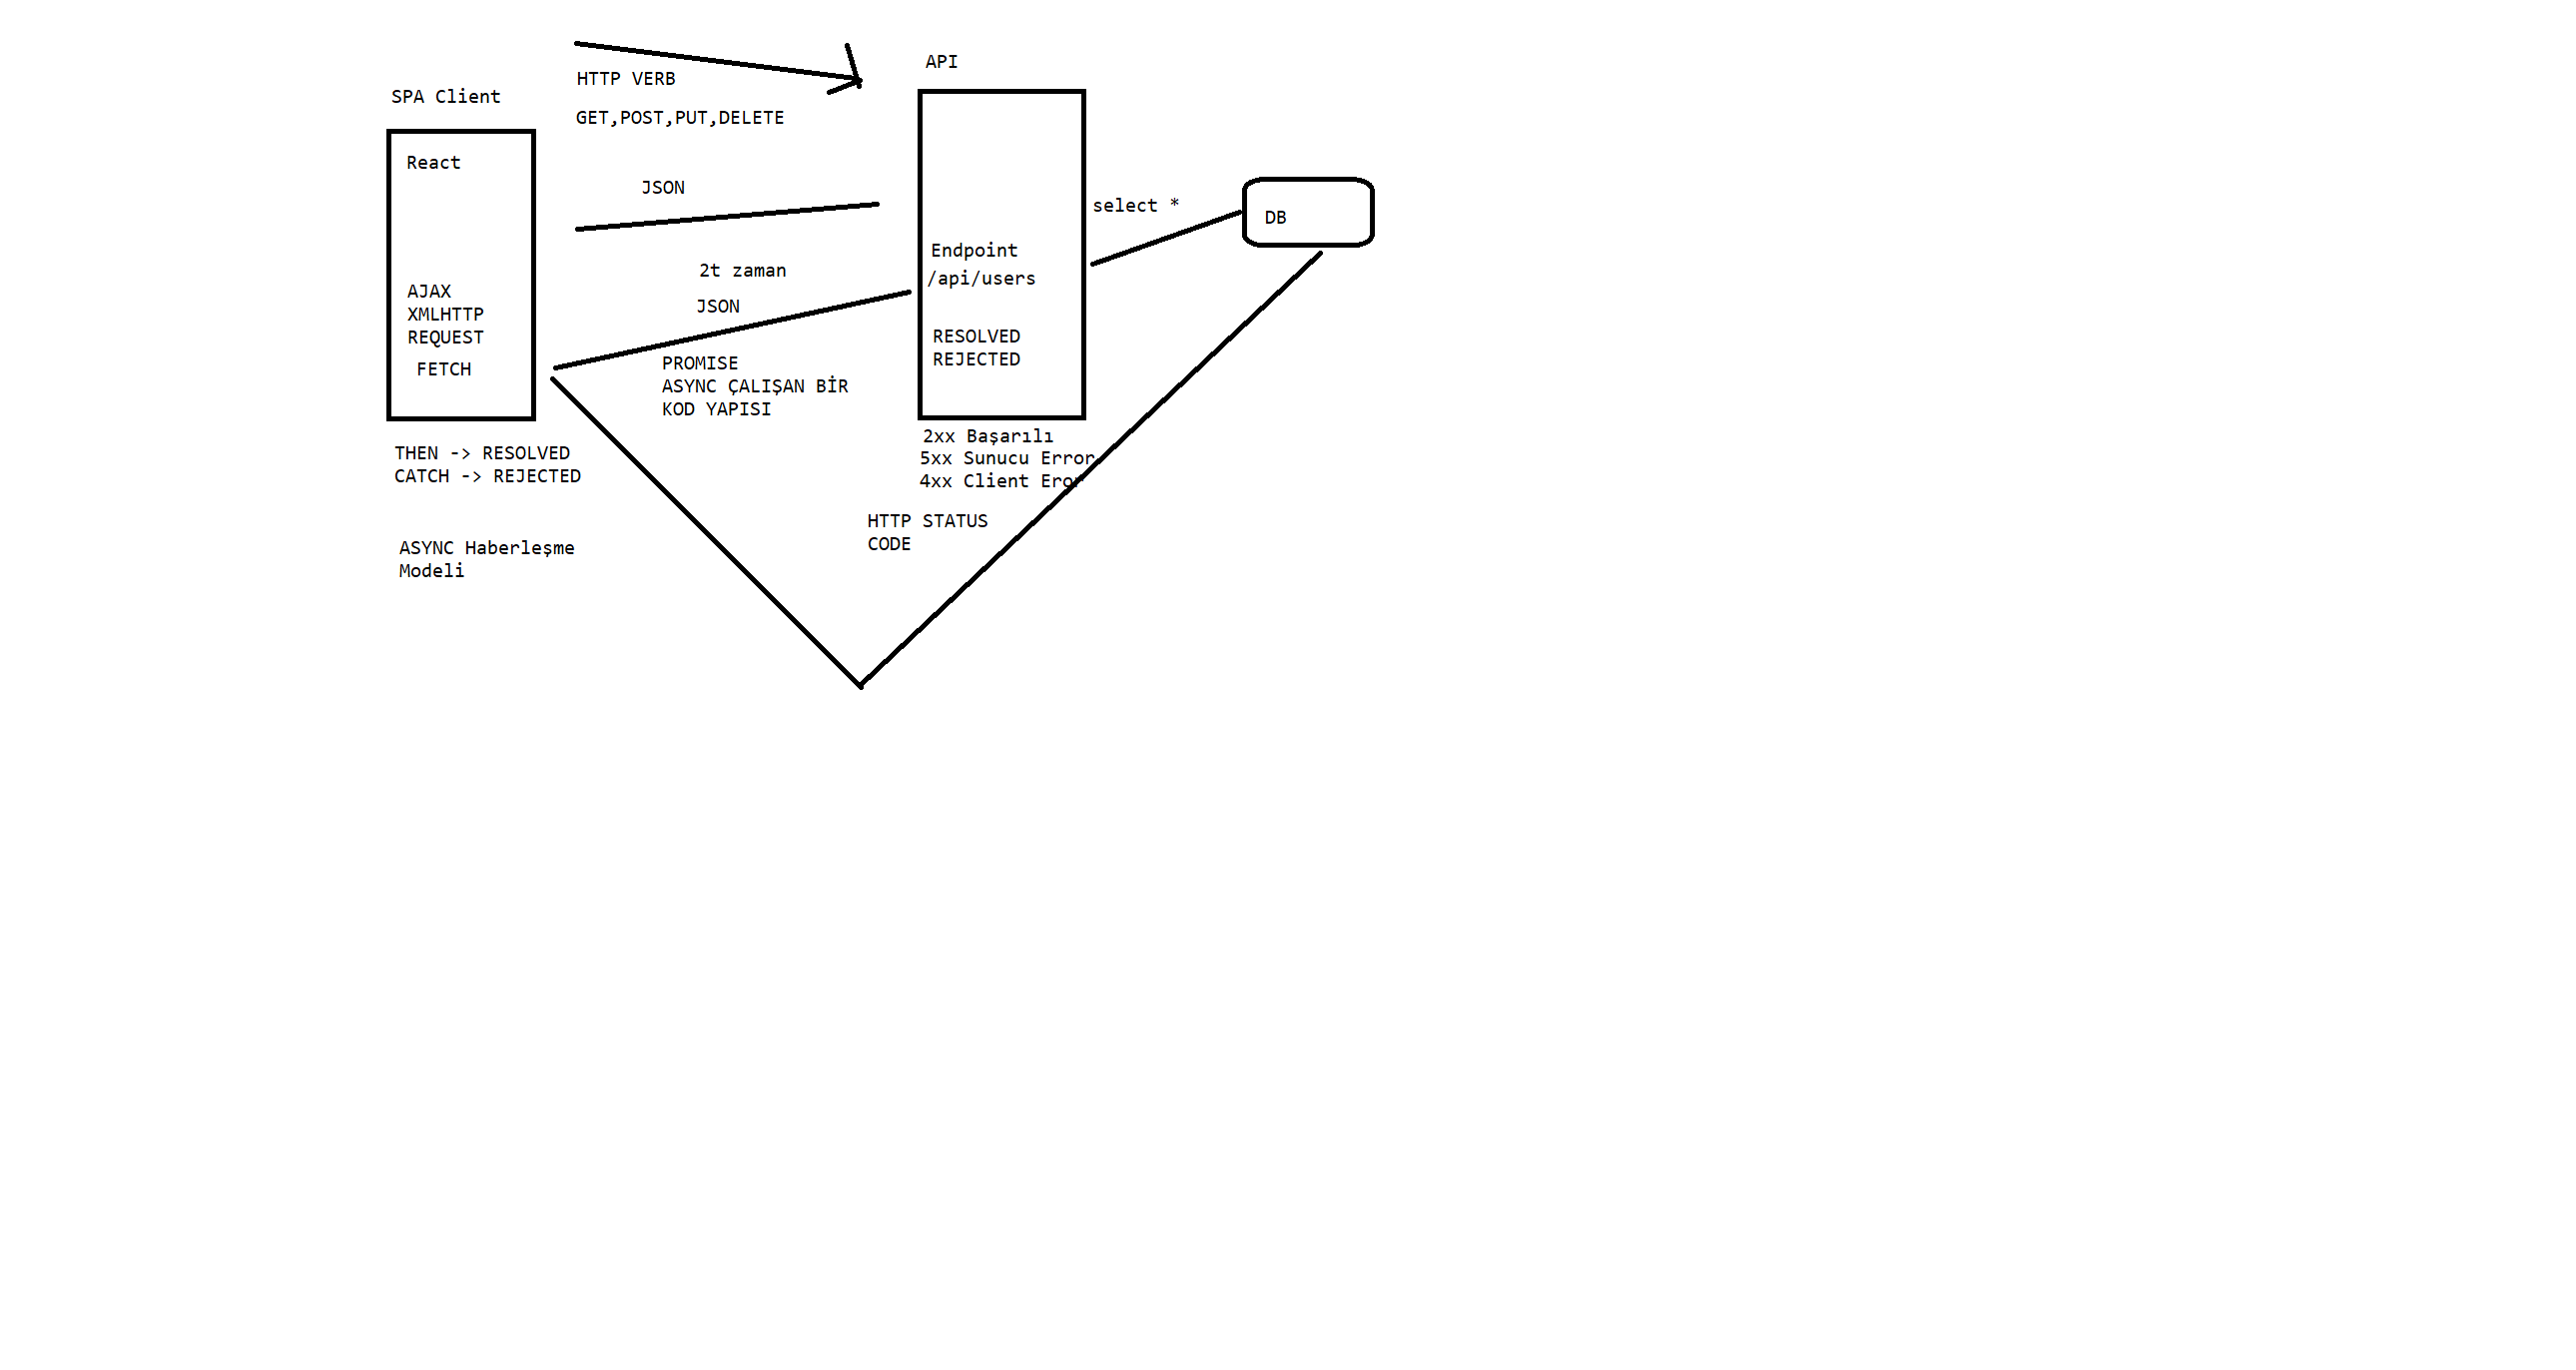 SPA Client
React
AJAX
XMLHTTP
REQUEST
FETCH
THEN -> RESOLVED
CATCH -> REJECTED
ASYNC Haberleşme
Modeli
HTTP VERB
GET,POST,PUT,DELETE
JSON
2t zaman
JSON
PROMISE
ASYNC ÇALIŞAN BİR
KOD YAPISI
API
Endpoint
/api/users
RESOLVED
REJECTED
2xx Başarılı
5xx Sunucu Error
4xx Client Eror
HTTP STATUS
CODE
select *
DB